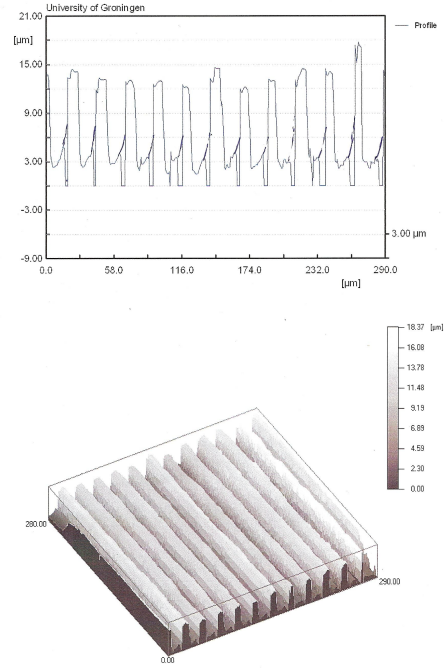 University of Groningen
21.00
[µm]
Profile
15.00
9.00
3.00
-3.00
3.00 µm
-9.00
0.0 58.0 116.0 174.0 232.0 290.0
[µm]
18.37 [µm]
16.08
13.78
11.48
9.19
6.89
4.59
2.30
0.00
280.00
290.00
0.00